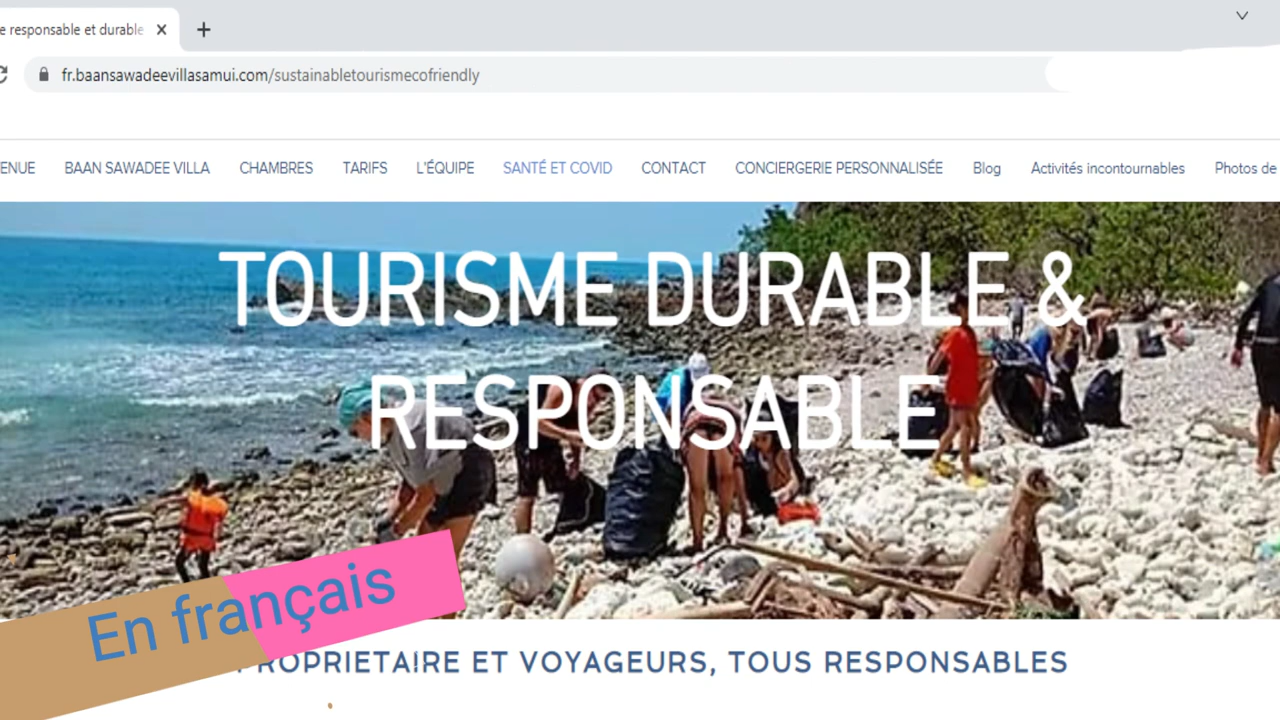 e responsable et durable
fr.baansawadeevillasamui.com/sustainabletourismecofriendly
ENUE BAAN SAWADEE VILLA CHAMBRES TARIFS L'ÉQUIPE SANTÉ ET COVID CONTACT CONCIERGERIE PERSONNALISÉE Blog Activités incontournables Photos de
TOURISME DURABLE &
RESPONSABLE
En français
PROPRIETAIRE ET VOYAGEURS, TOUS RESPONSABLES